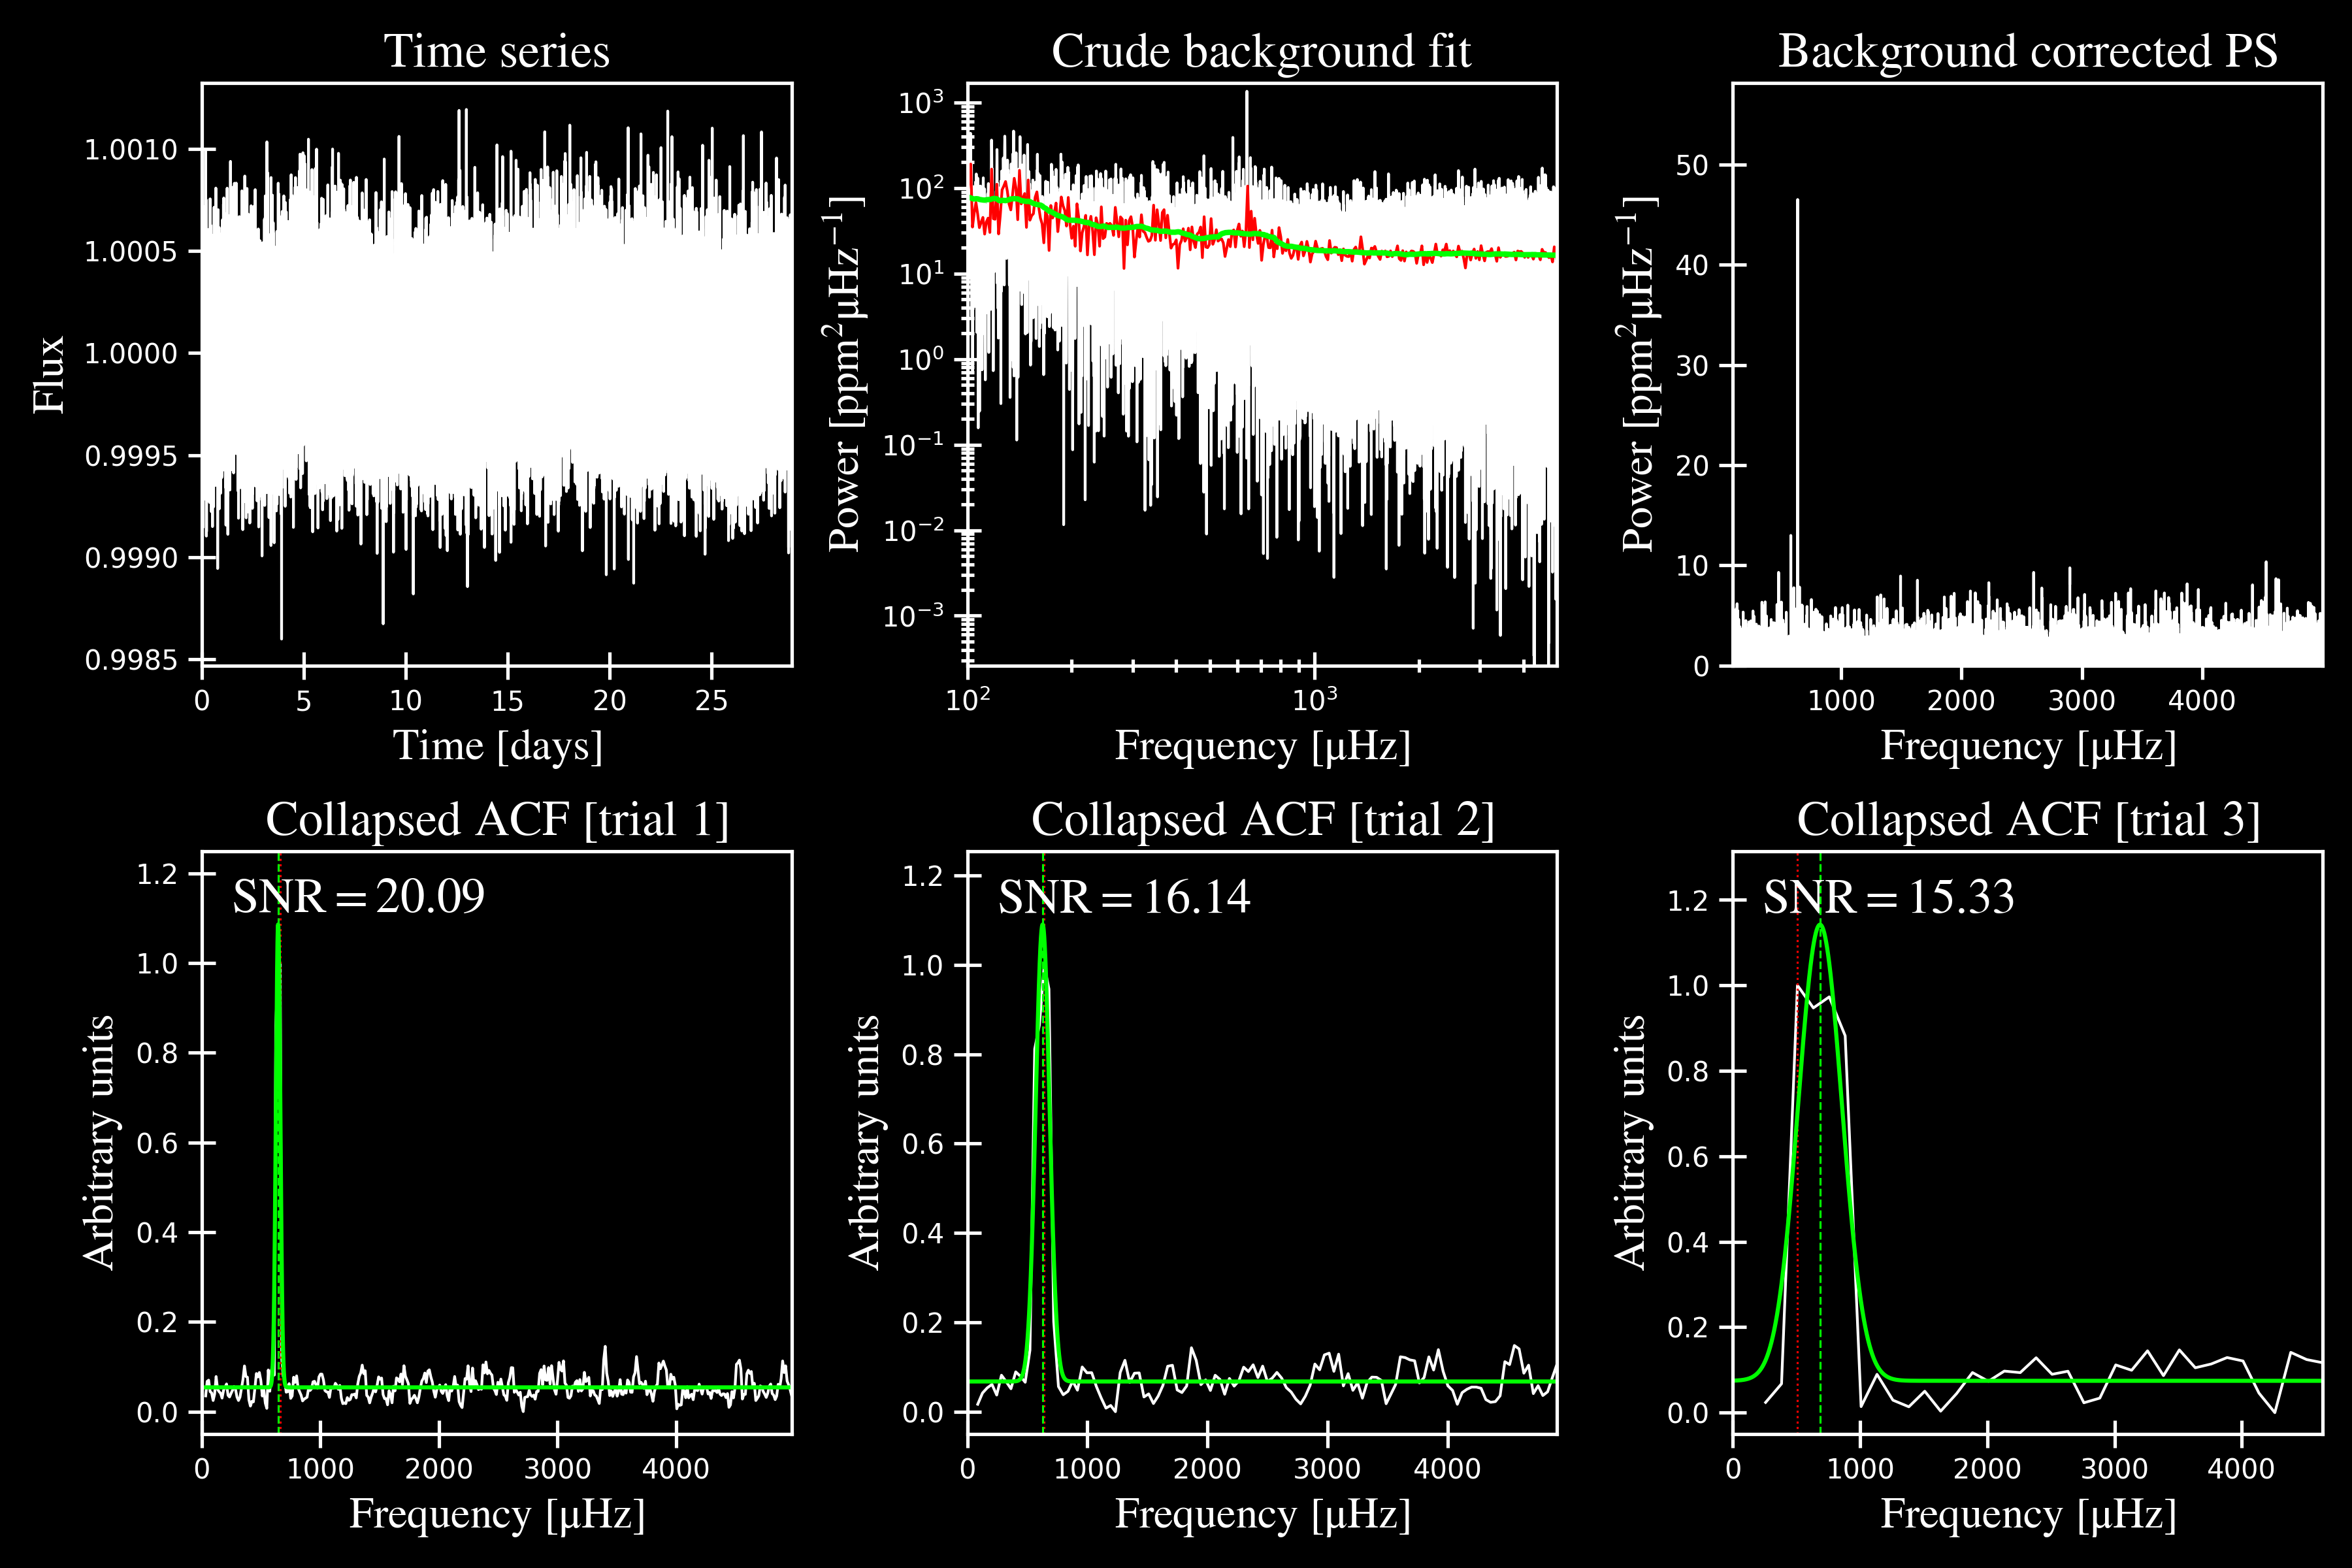 Time series
Flux
1.0010
1.0005
1.0000
0.9995
0.9990
0.9985
0 5 10 15 20 25
Time [days]
Crude background fit
Power [ppm²μHz⁻¹]
10³
10²
10¹
10⁰
10⁻¹
10⁻²
10⁻³
10² 10³
Frequency [μHz]
Background corrected PS
Power [ppm²μHz⁻¹]
50
40
30
20
10
0
1000 2000 3000 4000
Frequency [μHz]
Collapsed ACF [trial 1]
SNR = 20.09
Arbitrary units
1.2
1.0
0.8
0.6
0.4
0.2
0.0
0 1000 2000 3000 4000
Frequency [μHz]
Collapsed ACF [trial 2]
SNR = 16.14
Arbitrary units
1.2
1.0
0.8
0.6
0.4
0.2
0.0
0 1000 2000 3000 4000
Frequency [μHz]
Collapsed ACF [trial 3]
SNR = 15.33
Arbitrary units
1.2
1.0
0.8
0.6
0.4
0.2
0.0
0 1000 2000 3000 4000
Frequency [μHz]